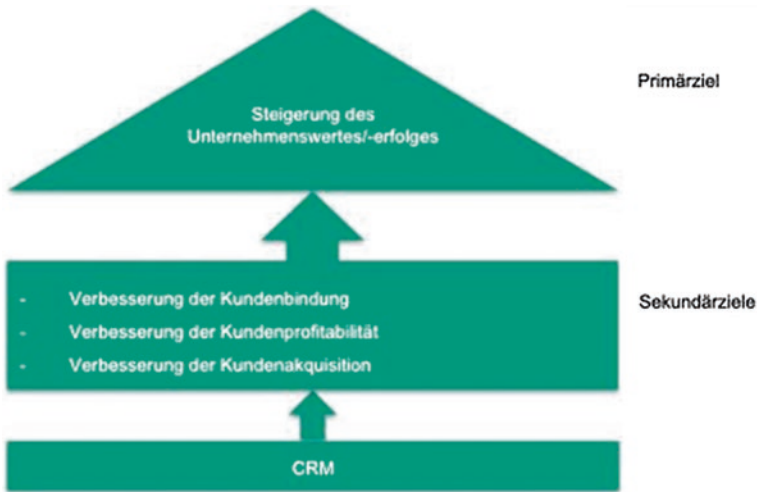 Primärziel
Steigerung des
Unternehmenswertes/-erfolges
- Verbesserung der Kundenbindung
Sekundärziele
- Verbesserung der Kundenprofitabilität
- Verbesserung der Kundenakquisition
CRM